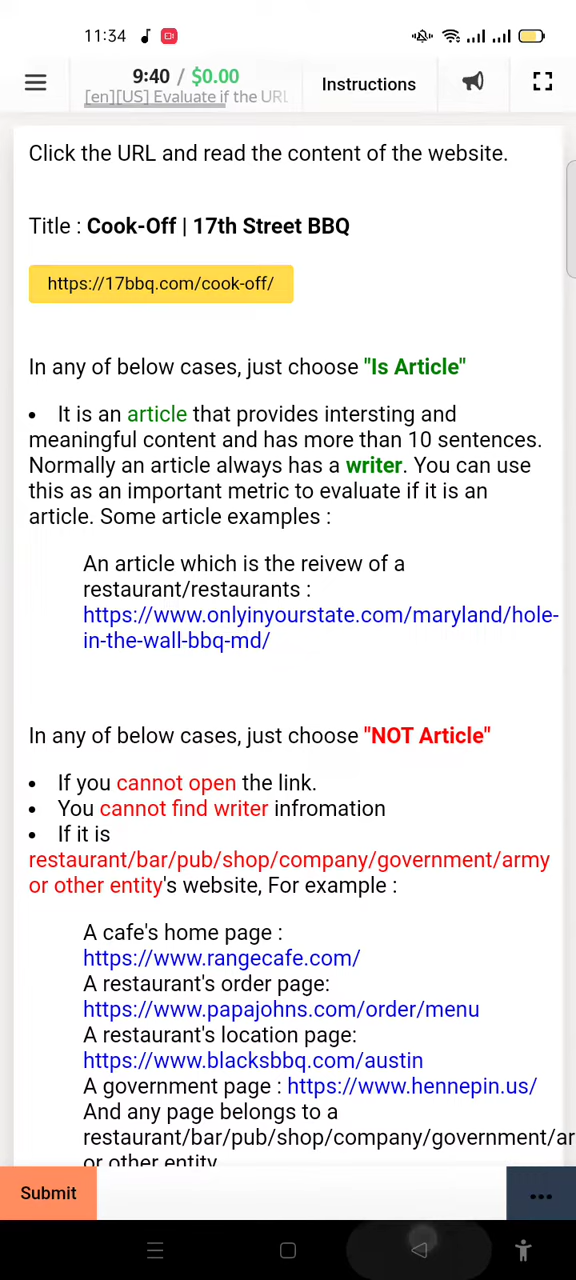 11:34
9:40 / $0.00
[en][US] Evaluate if the URL
Instructions
Click the URL and read the content of the website.
Title : Cook-Off | 17th Street BBQ
https://17bbq.com/cook-off/
In any of below cases, just choose "Is Article"
• It is an article that provides intersting and
meaningful content and has more than 10 sentences.
Normally an article always has a writer. You can use
this as an important metric to evaluate if it is an
article. Some article examples :
An article which is the reivew of a
restaurant/restaurants :
https://www.onlyinyourstate.com/maryland/hole-
in-the-wall-bbq-md/
In any of below cases, just choose "NOT Article"
• If you cannot open the link.
• You cannot find writer infromation
• If it is
restaurant/bar/pub/shop/company/government/army
or other entity's website, For example :
A cafe's home page :
https://www.rangecafe.com/
A restaurant's order page:
https://www.papajohns.com/order/menu
A restaurant's location page:
https://www.blacksbbq.com/austin
A government page : https://www.hennepin.us/
And any page belongs to a
restaurant/bar/pub/shop/company/government/ar
or other entity
Submit
...